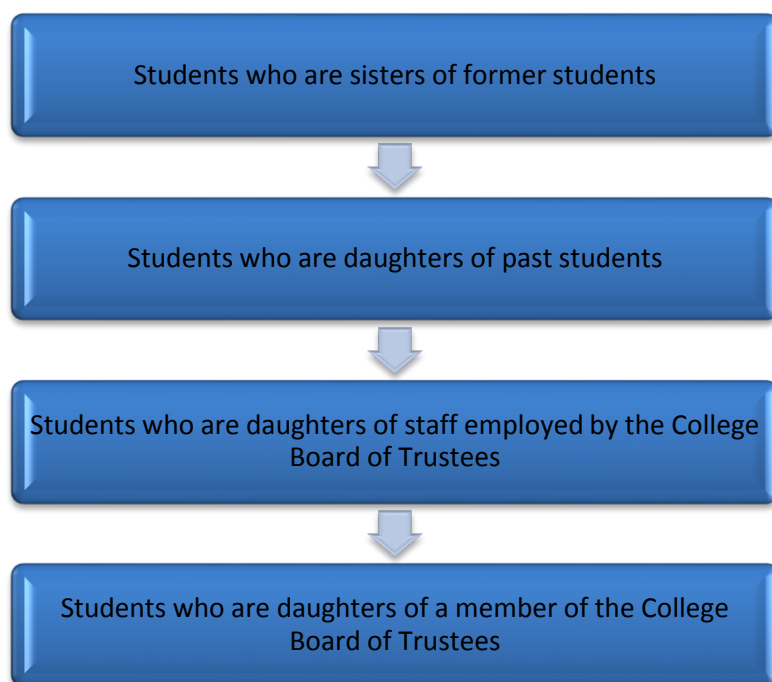 Students who are sisters of former students
Students who are daughters of past students
Students who are daughters of staff employed by the College
Board of Trustees
Students who are daughters of a member of the College
Board of Trustees